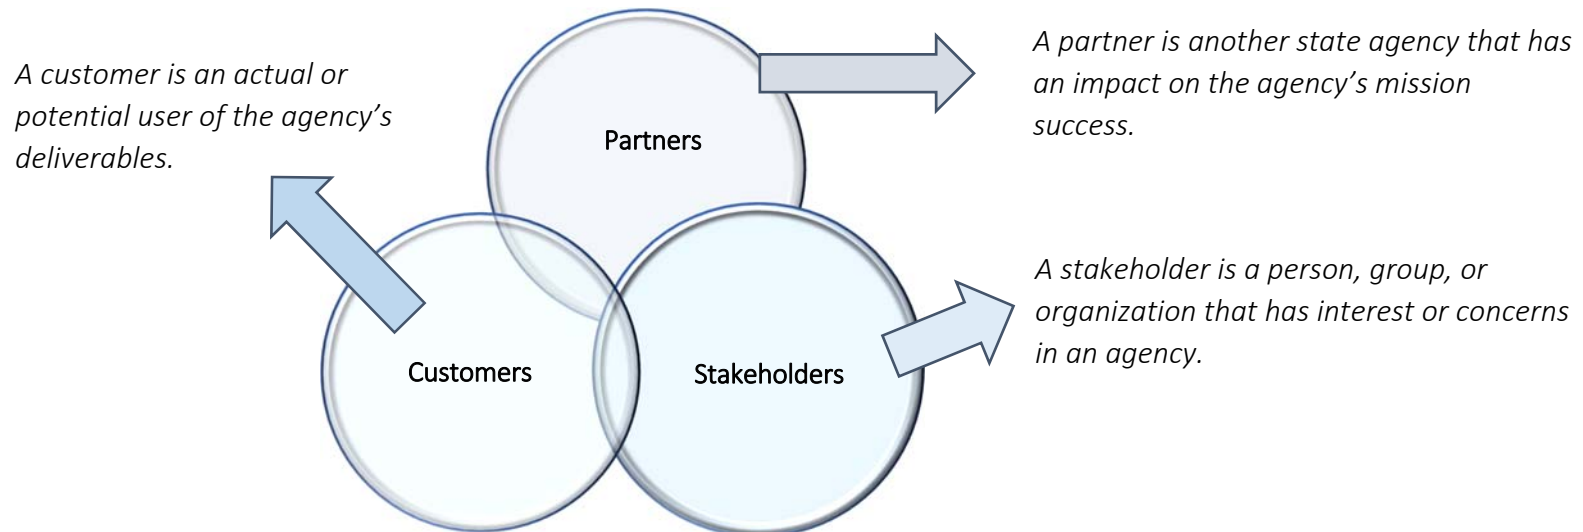 A customer is an actual or
potential user of the agency’s
deliverables.
Partners
A partner is another state agency that has
an impact on the agency’s mission
success.
Customers
Stakeholders
A stakeholder is a person, group, or
organization that has interest or concerns
in an agency.